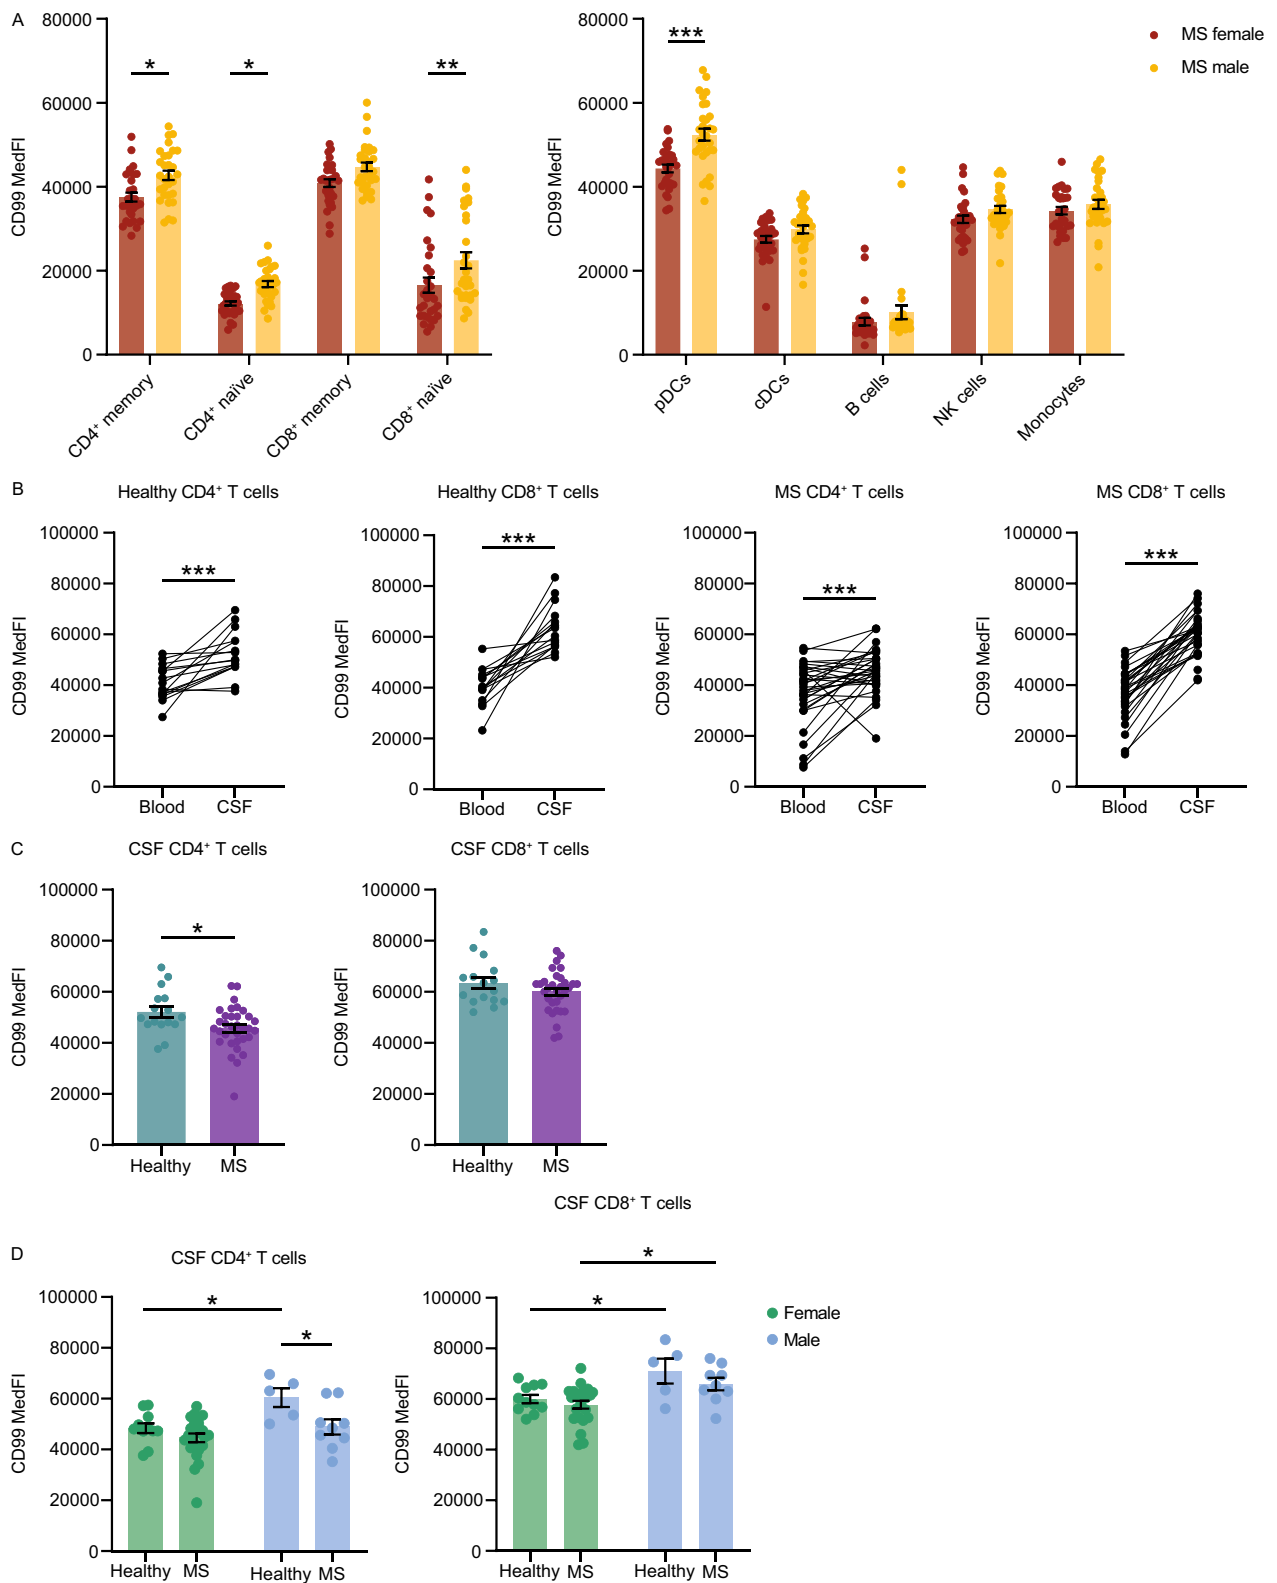 A
80000
60000
40000
20000
0
CD99 MedFI
*
*
**
CD4⁺ memory
CD4⁺ naïve
CD8⁺ memory
CD8⁺ naïve
80000
60000
40000
20000
0
CD99 MedFI
***
pDCs
cDCs
B cells
NK cells
Monocytes
MS female
MS male
B
Healthy CD4⁺ T cells
100000
80000
60000
40000
20000
0
CD99 MedFI
***
Blood
CSF
Healthy CD8⁺ T cells
100000
80000
60000
40000
20000
0
CD99 MedFI
***
Blood
CSF
MS CD4⁺ T cells
100000
80000
60000
40000
20000
0
CD99 MedFI
***
Blood
CSF
MS CD8⁺ T cells
100000
80000
60000
40000
20000
0
CD99 MedFI
***
Blood
CSF
C
CSF CD4⁺ T cells
100000
80000
60000
40000
20000
0
CD99 MedFI
*
Healthy
MS
CSF CD8⁺ T cells
100000
80000
60000
40000
20000
0
CD99 MedFI
Healthy
MS
D
CSF CD4⁺ T cells
100000
80000
60000
40000
20000
0
CD99 MedFI
*
*
Healthy MS
Healthy MS
CSF CD8⁺ T cells
100000
80000
60000
40000
20000
0
CD99 MedFI
*
*
Healthy MS
Healthy MS
Female
Male